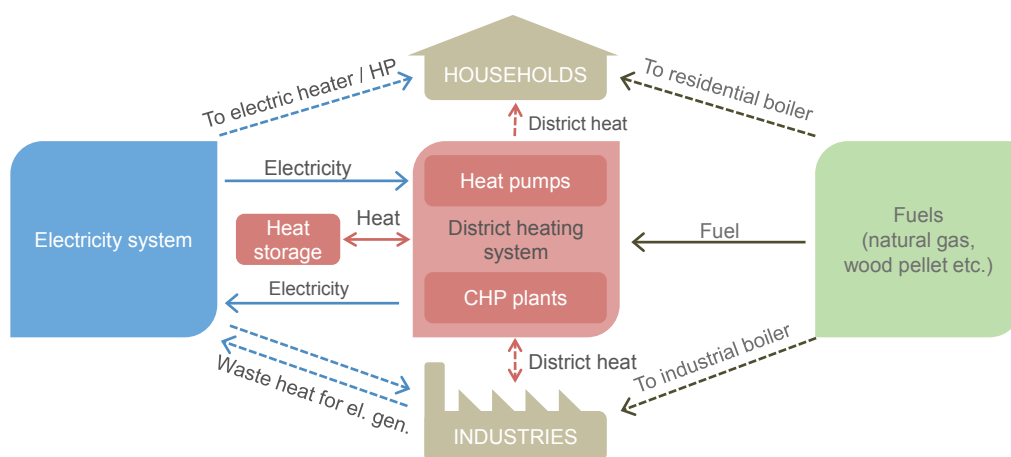 HOUSEHOLDS
To electric heater / HP
To residential boiler
District heat
Electricity
Heat pumps
Electricity system
Heat
storage
Heat
District heating
system
Fuel
Fuels
(natural gas,
wood pellet etc.)
Electricity
CHP plants
Waste heat for el. gen.
District heat
To industrial boiler
INDUSTRIES